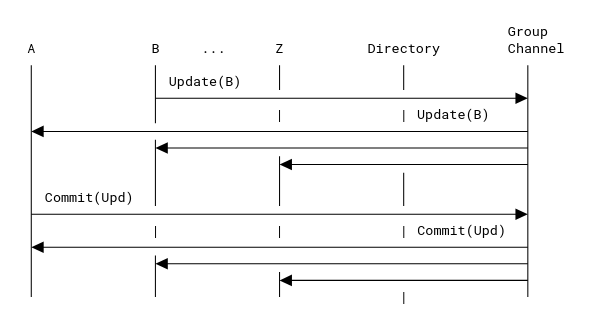 Group
A B ... Z Directory Channel
Update(B)
Update(B)
Commit(Upd)
Commit(Upd)